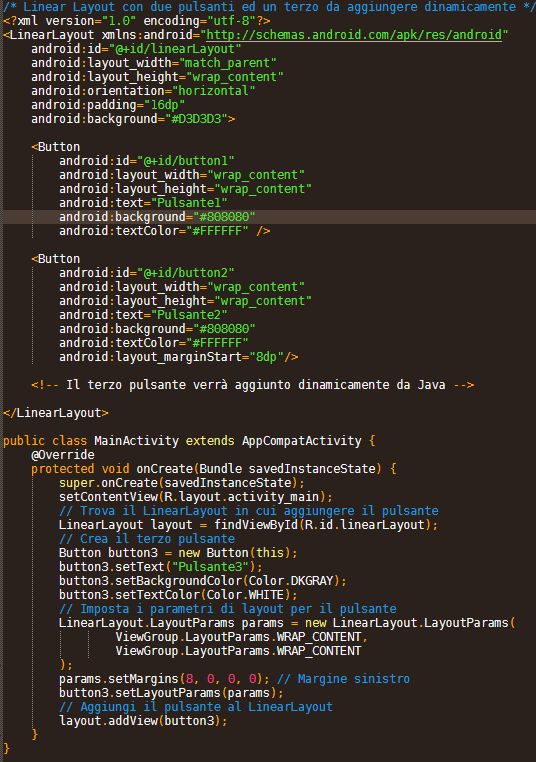 /* Linear Layout con due pulsanti ed un terzo da aggiungere dinamicamente */
<?xml version="1.0" encoding="utf-8"?>
<LinearLayout xmlns:android="http://schemas.android.com/apk/res/android"
    android:id="@+id/linearLayout"
    android:layout_width="match_parent"
    android:layout_height="wrap_content"
    android:orientation="horizontal"
    android:padding="16dp"
    android:background="#D3D3D3">

    <Button
        android:id="@+id/button1"
        android:layout_width="wrap_content"
        android:layout_height="wrap_content"
        android:text="Pulsante1"
        android:background="#808080"
        android:textColor="#FFFFFF" />

    <Button
        android:id="@+id/button2"
        android:layout_width="wrap_content"
        android:layout_height="wrap_content"
        android:text="Pulsante2"
        android:background="#808080"
        android:textColor="#FFFFFF"
        android:layout_marginStart="8dp"/>

    <!-- Il terzo pulsante verrà aggiunto dinamicamente da Java -->

</LinearLayout>

public class MainActivity extends AppCompatActivity {
    @Override
    protected void onCreate(Bundle savedInstanceState) {
        super.onCreate(savedInstanceState);
        setContentView(R.layout.activity_main);
        // Trova il LinearLayout in cui aggiungere il pulsante
        LinearLayout layout = findViewById(R.id.linearLayout);
        // Crea il terzo pulsante
        Button button3 = new Button(this);
        button3.setText("Pulsante3");
        button3.setBackgroundColor(Color.DKGRAY);
        button3.setTextColor(Color.WHITE);
        // Imposta i parametri di layout per il pulsante
        LinearLayout.LayoutParams params = new LinearLayout.LayoutParams(
                ViewGroup.LayoutParams.WRAP_CONTENT,
                ViewGroup.LayoutParams.WRAP_CONTENT
        );
        params.setMargins(8, 0, 0, 0); // Margine sinistro
        button3.setLayoutParams(params);
        // Aggiungi il pulsante al LinearLayout
        layout.addView(button3);
    }
}